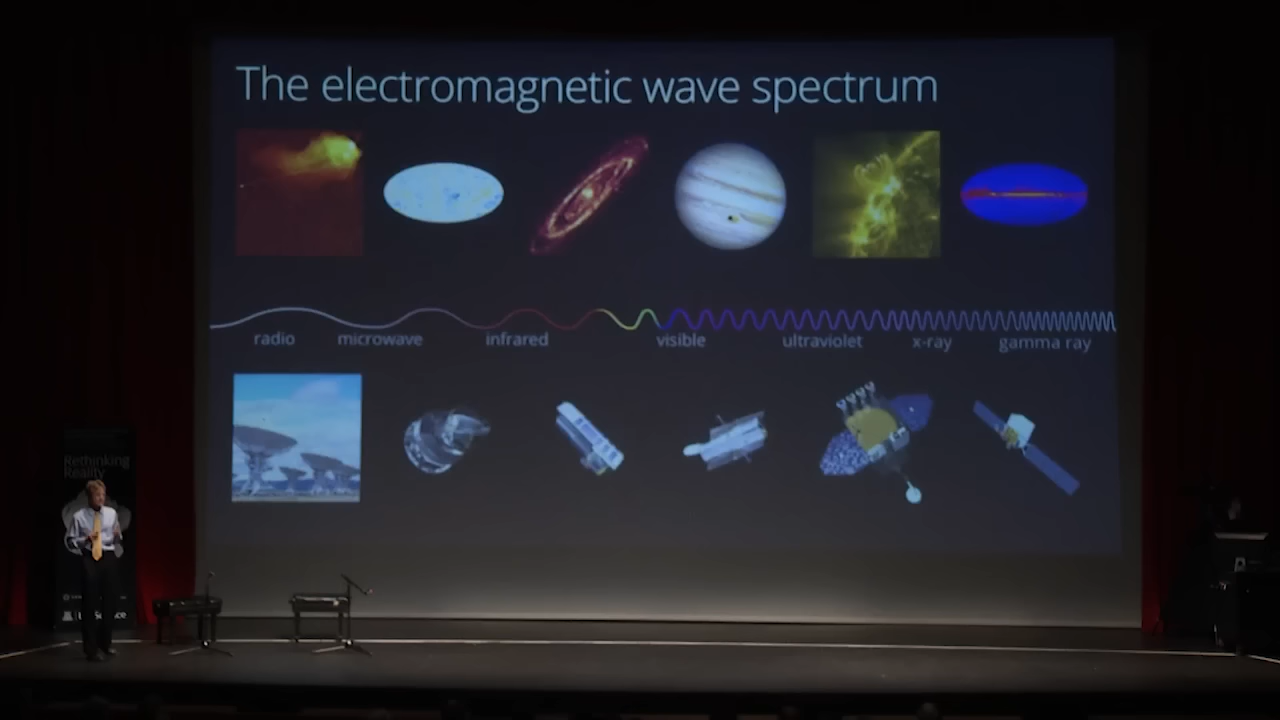 The electromagnetic wave spectrum
radio microwave infrared visible ultraviolet x-ray gamma ray
Rethinking
Reality